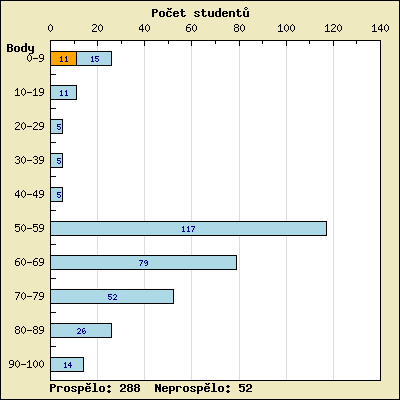 Počet studentů
0 20 40 60 80 100 120 140
Body
0-9 11 15
10-19 11
20-29 5
30-39 5
40-49 5
50-59 117
60-69 79
70-79 52
80-89 26
90-100 14
Prospělo: 288 Neprospělo: 52